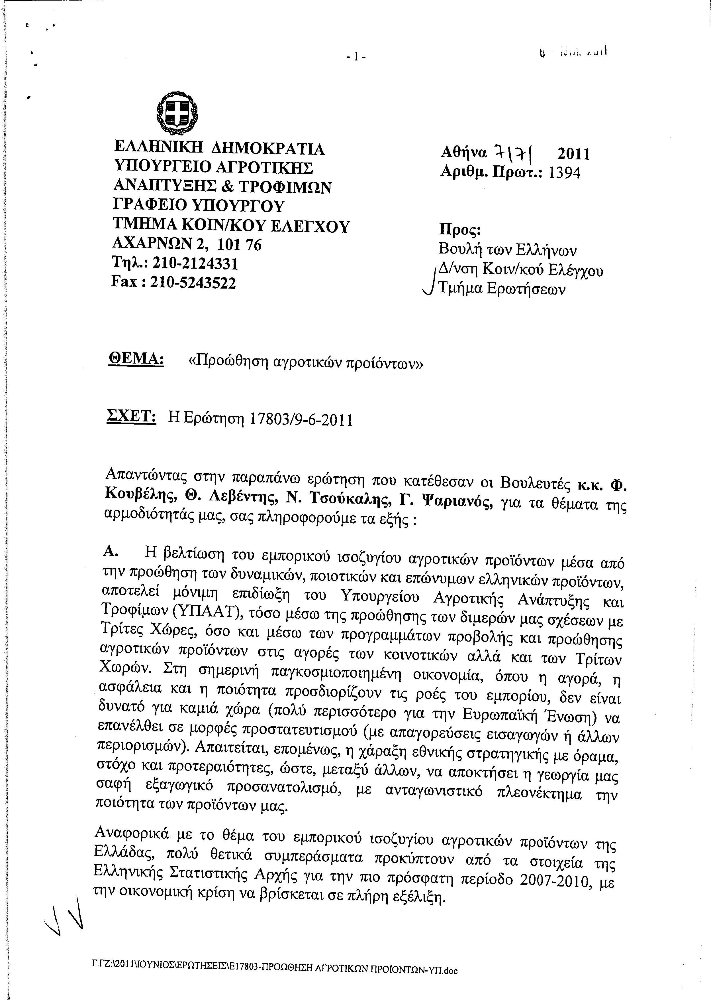 - 1 -
ΕΛΛΗΝΙΚΗ ΔΗΜΟΚΡΑΤΙΑ
ΥΠΟΥΡΓΕΙΟ ΑΓΡΟΤΙΚΗΣ
ΑΝΑΠΤΥΞΗΣ & ΤΡΟΦΙΜΩΝ
ΓΡΑΦΕΙΟ ΥΠΟΥΡΓΟΥ
ΤΜΗΜΑ ΚΟΙΝ/ΚΟΥ ΕΛΕΓΧΟΥ
ΑΧΑΡΝΩΝ 2, 101 76
Τηλ.: 210-2124331
Fax : 210-5243522
Αθήνα 7/7/ 2011
Αριθμ. Πρωτ.: 1394
Προς:
Βουλή των Ελλήνων
Δ/νση Κοιν/κού Ελέγχου
Τμήμα Ερωτήσεων
ΘΕΜΑ: «Προώθηση αγροτικών προίόντων»
ΣΧΕΤ: Η Ερώτηση 17803/9-6-2011
Απαντώντας στην παραπάνω ερώτηση που κατέθεσαν οι Βουλευτές κ.κ. Φ.
Κουβέλης, Θ. Λεβέντης, Ν. Τσούκαλης, Γ. Ψαριανός, για τα θέματα της
αρμοδιότητάς μας, σας πληροφορούμε τα εξής :
Α. Η βελτίωση του εμπορικού ισοζυγίου αγροτικών προϊόντων μέσα από
την προώθηση των δυναμικών, ποιοτικών και επώνυμων ελληνικών προϊόντων,
αποτελεί μόνιμη επιδίωξη του Υπουργείου Αγροτικής Ανάπτυξης και
Τροφίμων (ΥΠΑΑΤ), τόσο μέσω της προώθησης των διμερών μας σχέσεων με
Τρίτες Χώρες, όσο και μέσω των προγραμμάτων προβολής και προώθησης
αγροτικών προϊόντων στις αγορές των κοινοτικών αλλά και των Τρίτων
Χωρών. Στη σημερινή παγκοσμιοποιημένη οικονομία, όπου η αγορά, η
ασφάλεια και η ποιότητα προσδιορίζουν τις ροές του εμπορίου, δεν είναι
δυνατό για καμιά χώρα (πολύ περισσότερο για την Ευρωπαϊκή Ένωση) να
επανέλθει σε μορφές προστατευτισμού (με απαγορεύσεις εισαγωγών ή άλλων
περιορισμών). Απαιτείται, επομένως, η χάραξη εθνικής στρατηγικής με όραμα,
στόχο και προτεραιότητες, ώστε, μεταξύ άλλων, να αποκτήσει η γεωργία μας
σαφή εξαγωγικό προσανατολισμό, με ανταγωνιστικό πλεονέκτημα την
ποιότητα των προϊόντων μας.
Αναφορικά με το θέμα του εμπορικού ισοζυγίου αγροτικών προϊόντων της
Ελλάδας, πολύ θετικά συμπεράσματα προκύπτουν από τα στοιχεία της
Ελληνικής Στατιστικής Αρχής για την πιο πρόσφατη περίοδο 2007-2010, με
την οικονομική κρίση να βρίσκεται σε πλήρη εξέλιξη.
Γ.ΓΖ:\2011\ΙΟΥΝΙΟΣ\ΕΡΩΤΗΣΕΙΣ\Ε17803-ΠΡΟΩΘΗΣΗ ΑΓΡΟΤΙΚΩΝ ΠΡΟΪΟΝΤΩΝ-ΥΠ.doc